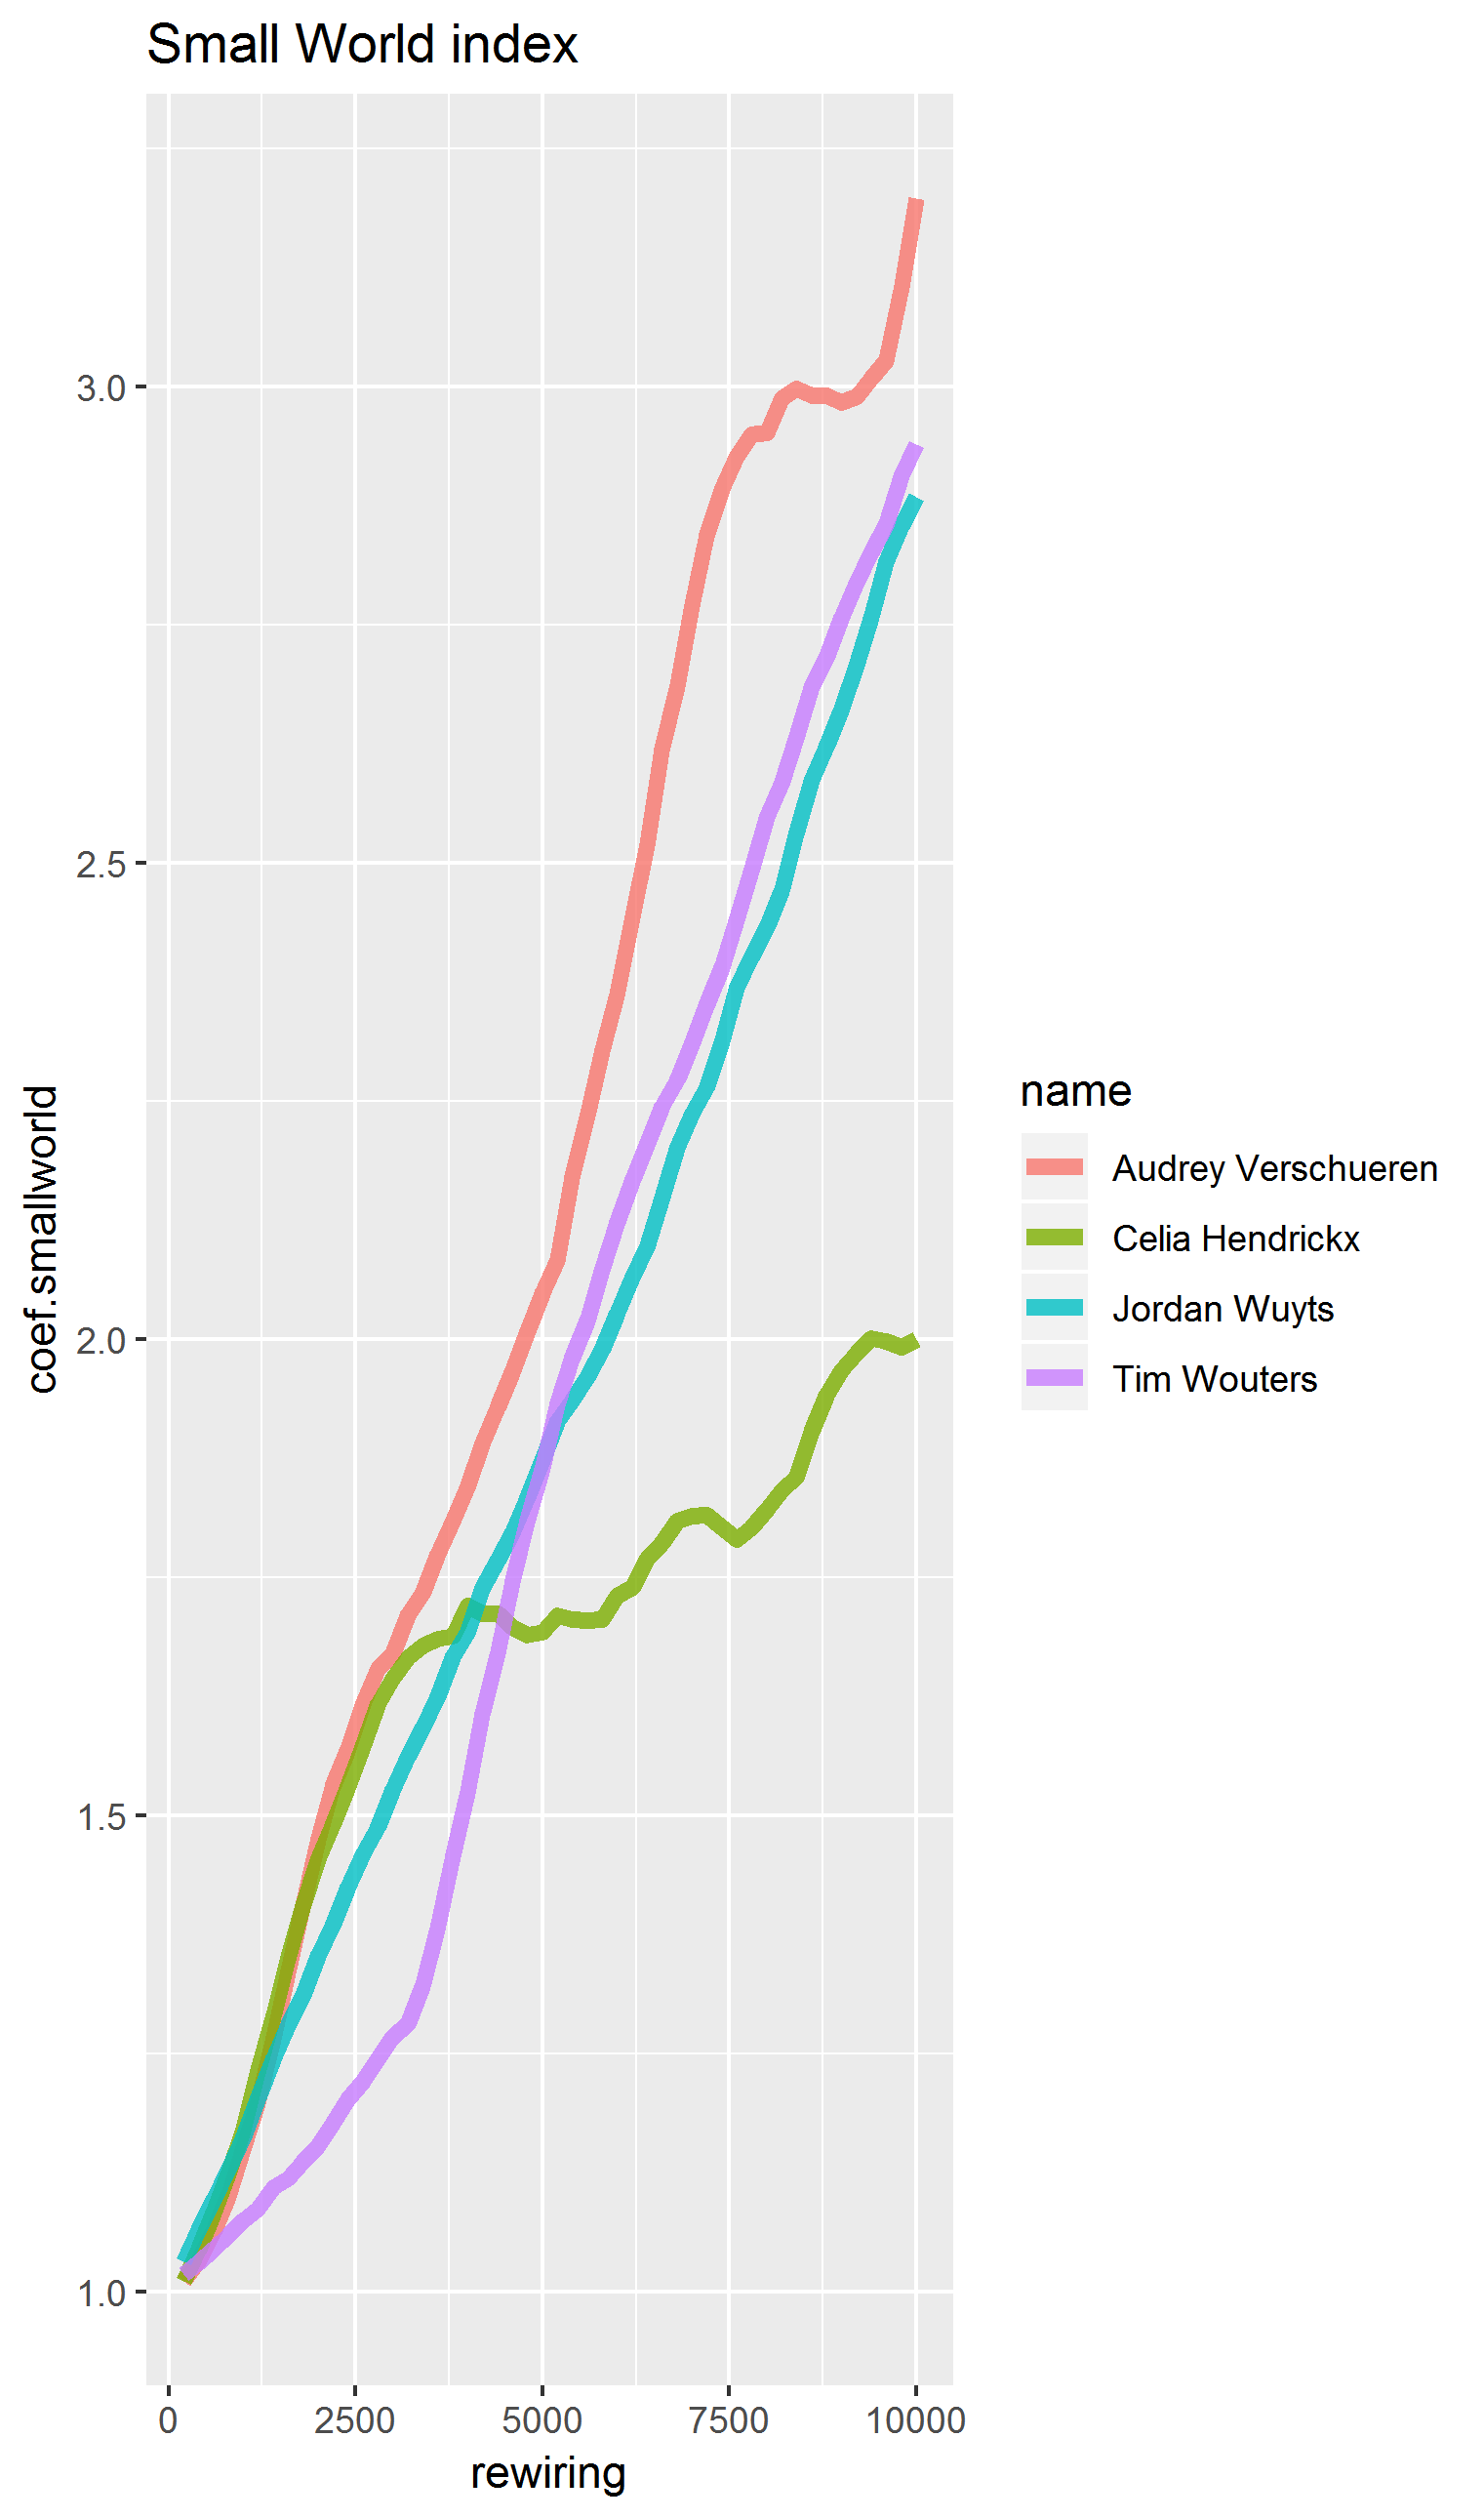 Small World index
coef.smallworld
3.0
2.5
2.0
1.5
1.0
0 2500 5000 7500 10000
rewiring
name
Audrey Verschueren
Celia Hendrickx
Jordan Wuyts
Tim Wouters